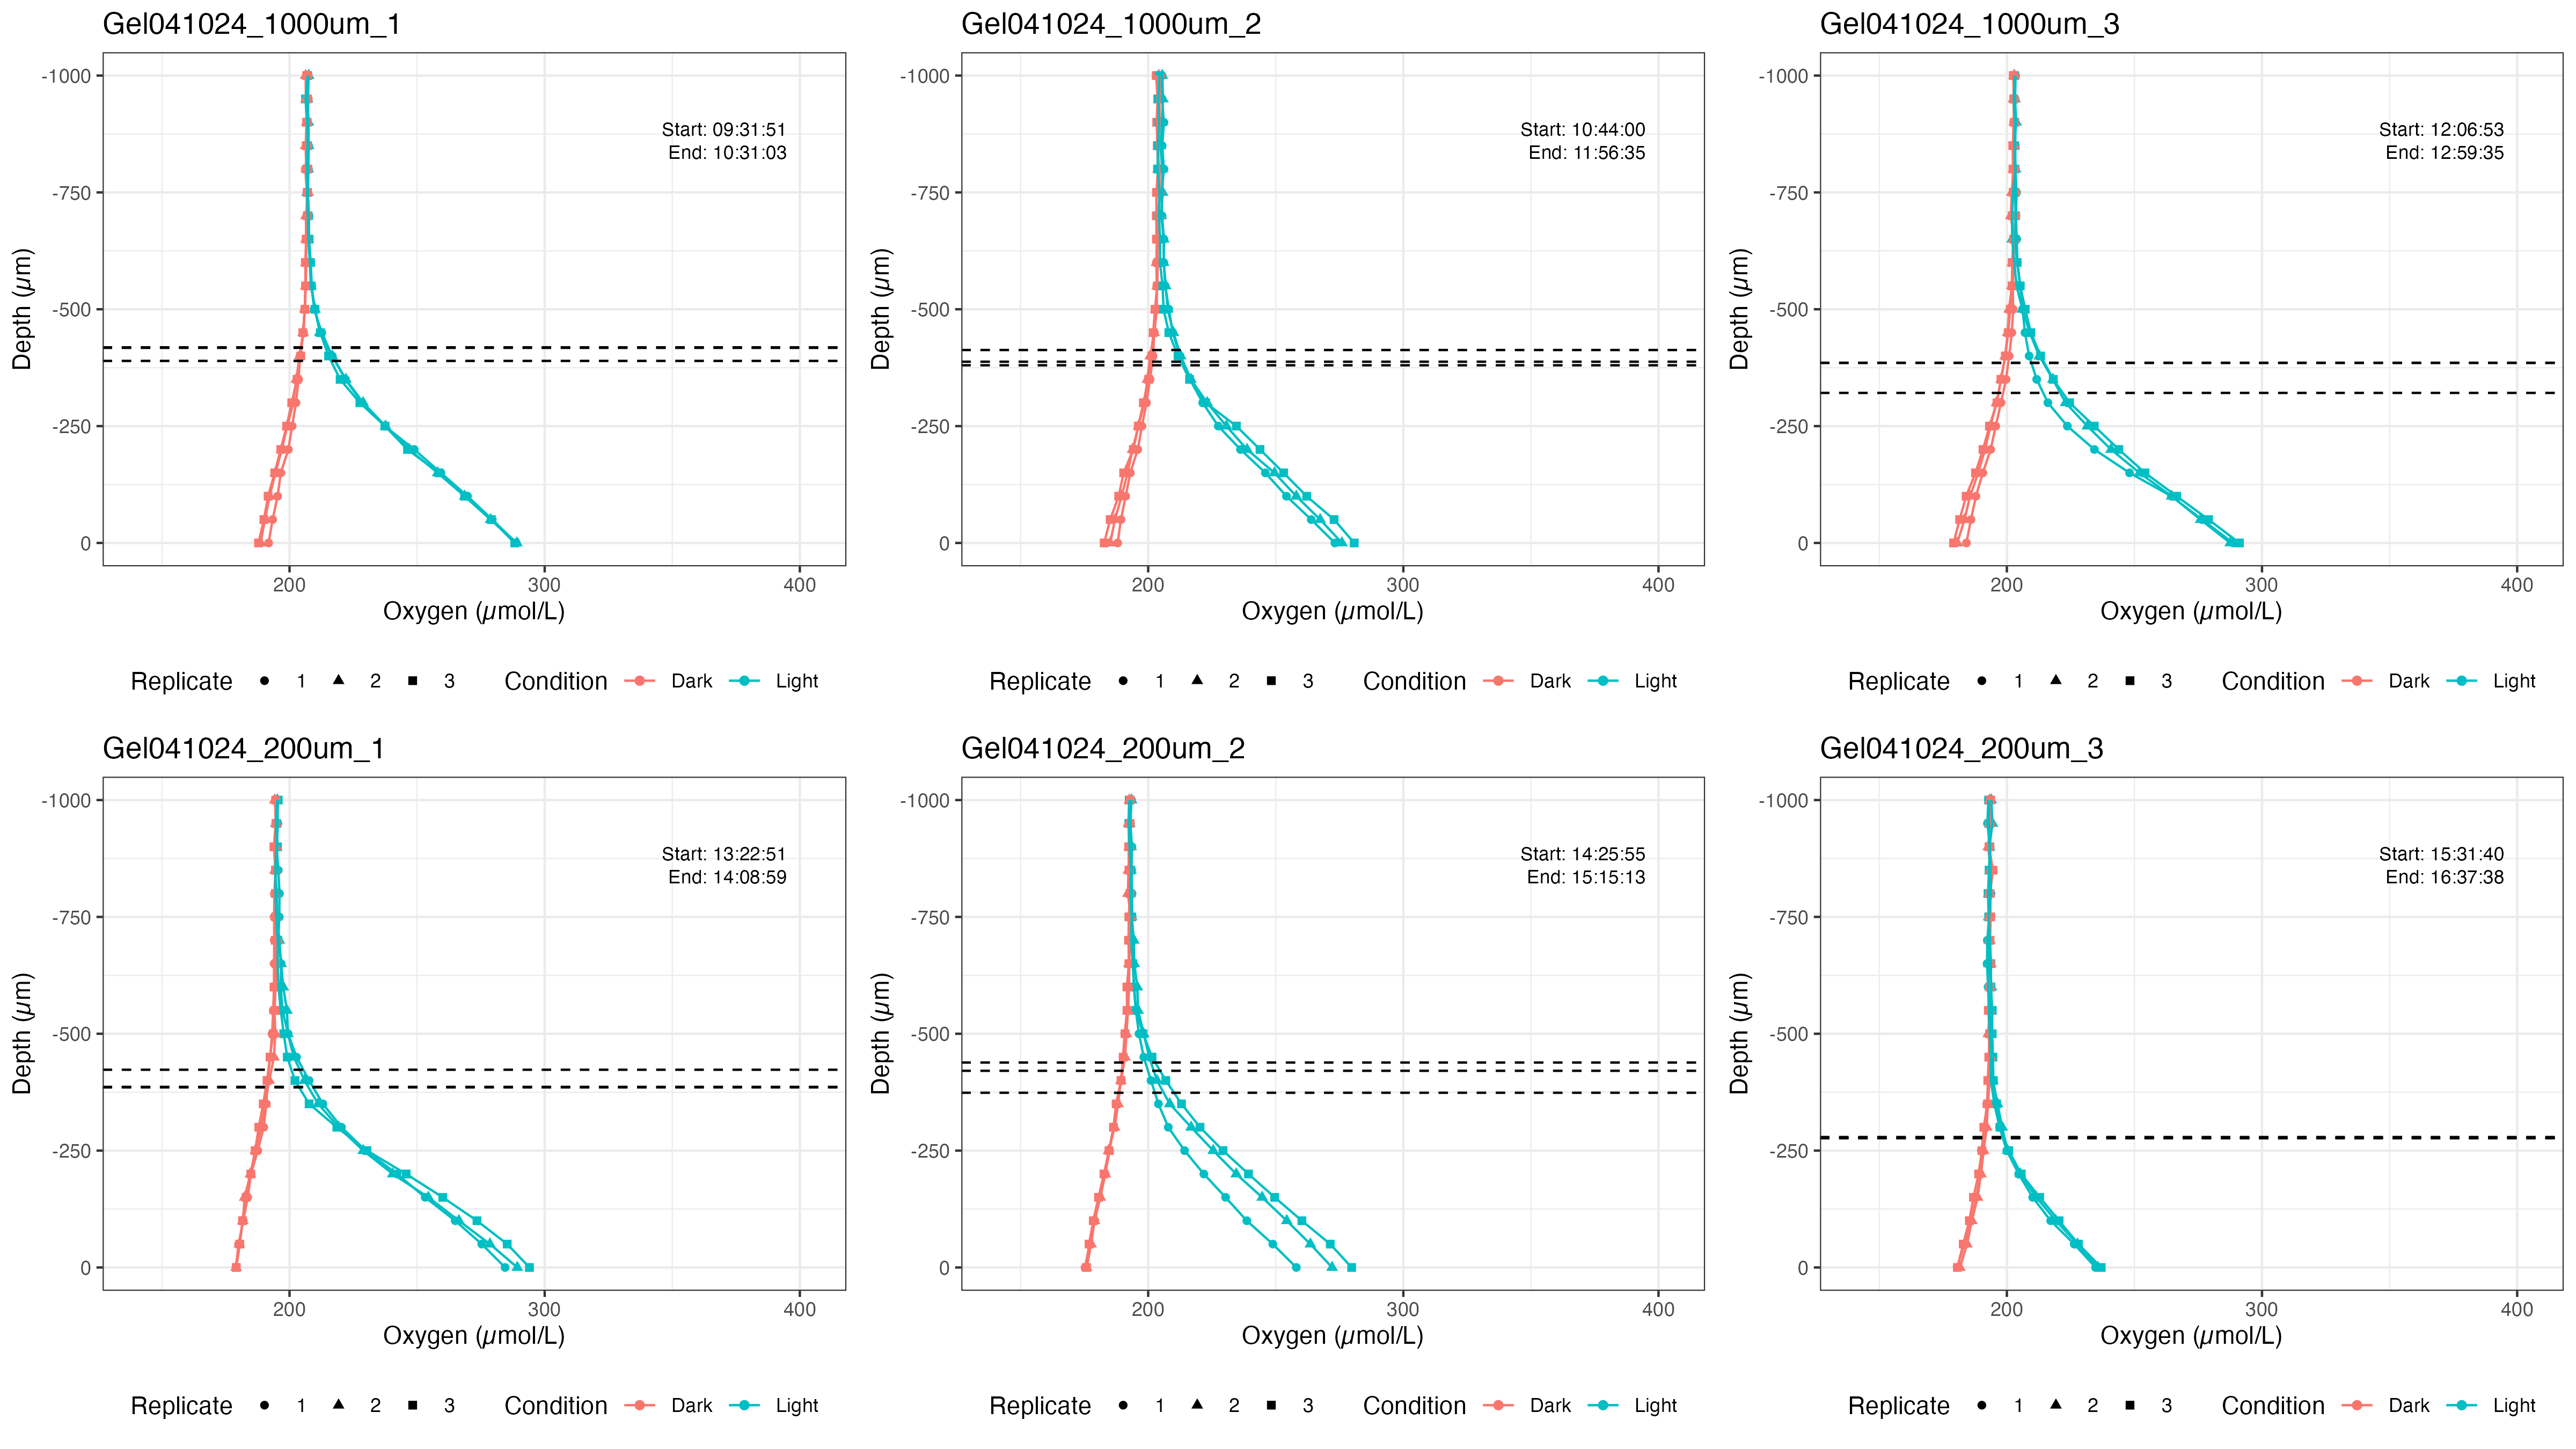 Gel041024_1000um_1
Gel041024_1000um_2
Gel041024_1000um_3
-1000
-750
-500
-250
0
Depth (µm)
Start: 09:31:51
End: 10:31:03
200
300
400
Oxygen (µmol/L)
Replicate 1 2 3 Condition Dark Light
-1000
-750
-500
-250
0
Depth (µm)
Start: 10:44:00
End: 11:56:35
200
300
400
Oxygen (µmol/L)
Replicate 1 2 3 Condition Dark Light
-1000
-750
-500
-250
0
Depth (µm)
Start: 12:06:53
End: 12:59:35
200
300
400
Oxygen (µmol/L)
Replicate 1 2 3 Condition Dark Light
Gel041024_200um_1
Gel041024_200um_2
Gel041024_200um_3
-1000
-750
-500
-250
0
Depth (µm)
Start: 13:22:51
End: 14:08:59
200
300
400
Oxygen (µmol/L)
Replicate 1 2 3 Condition Dark Light
-1000
-750
-500
-250
0
Depth (µm)
Start: 14:25:55
End: 15:15:13
200
300
400
Oxygen (µmol/L)
Replicate 1 2 3 Condition Dark Light
-1000
-750
-500
-250
0
Depth (µm)
Start: 15:31:40
End: 16:37:38
200
300
400
Oxygen (µmol/L)
Replicate 1 2 3 Condition Dark Light